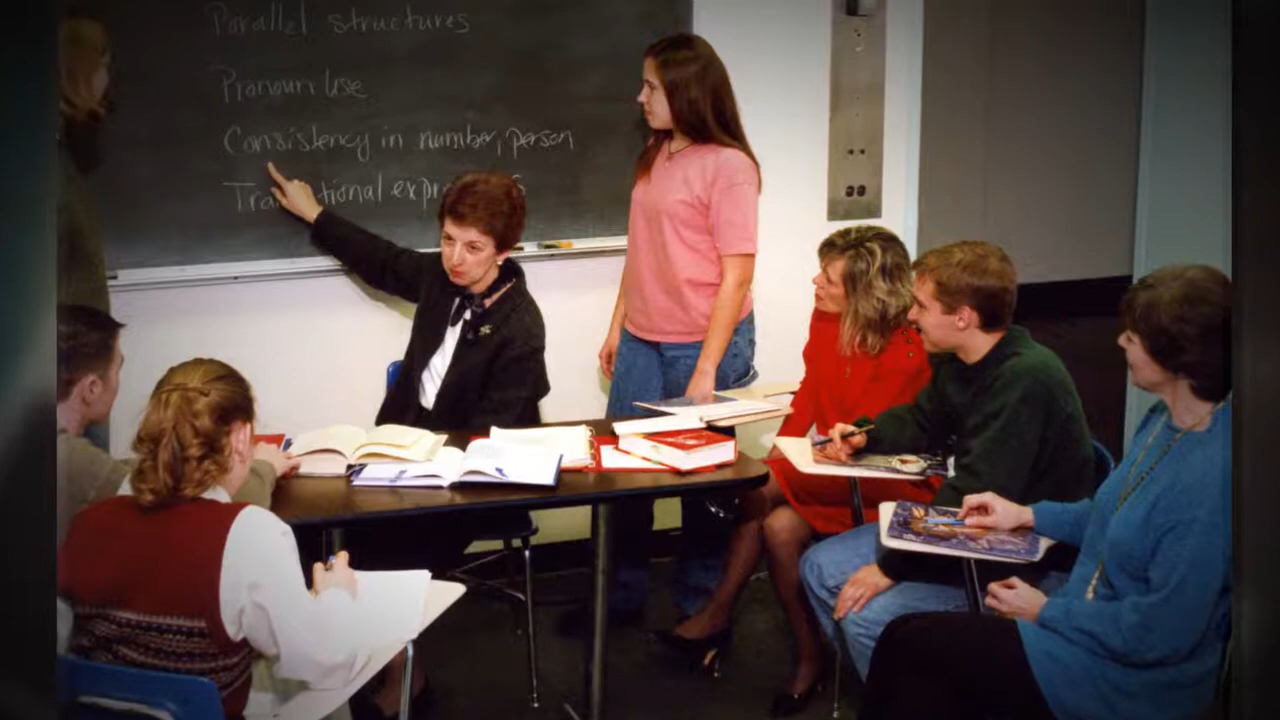 Parallel structures
Pronoun Use
Consistency in number, person